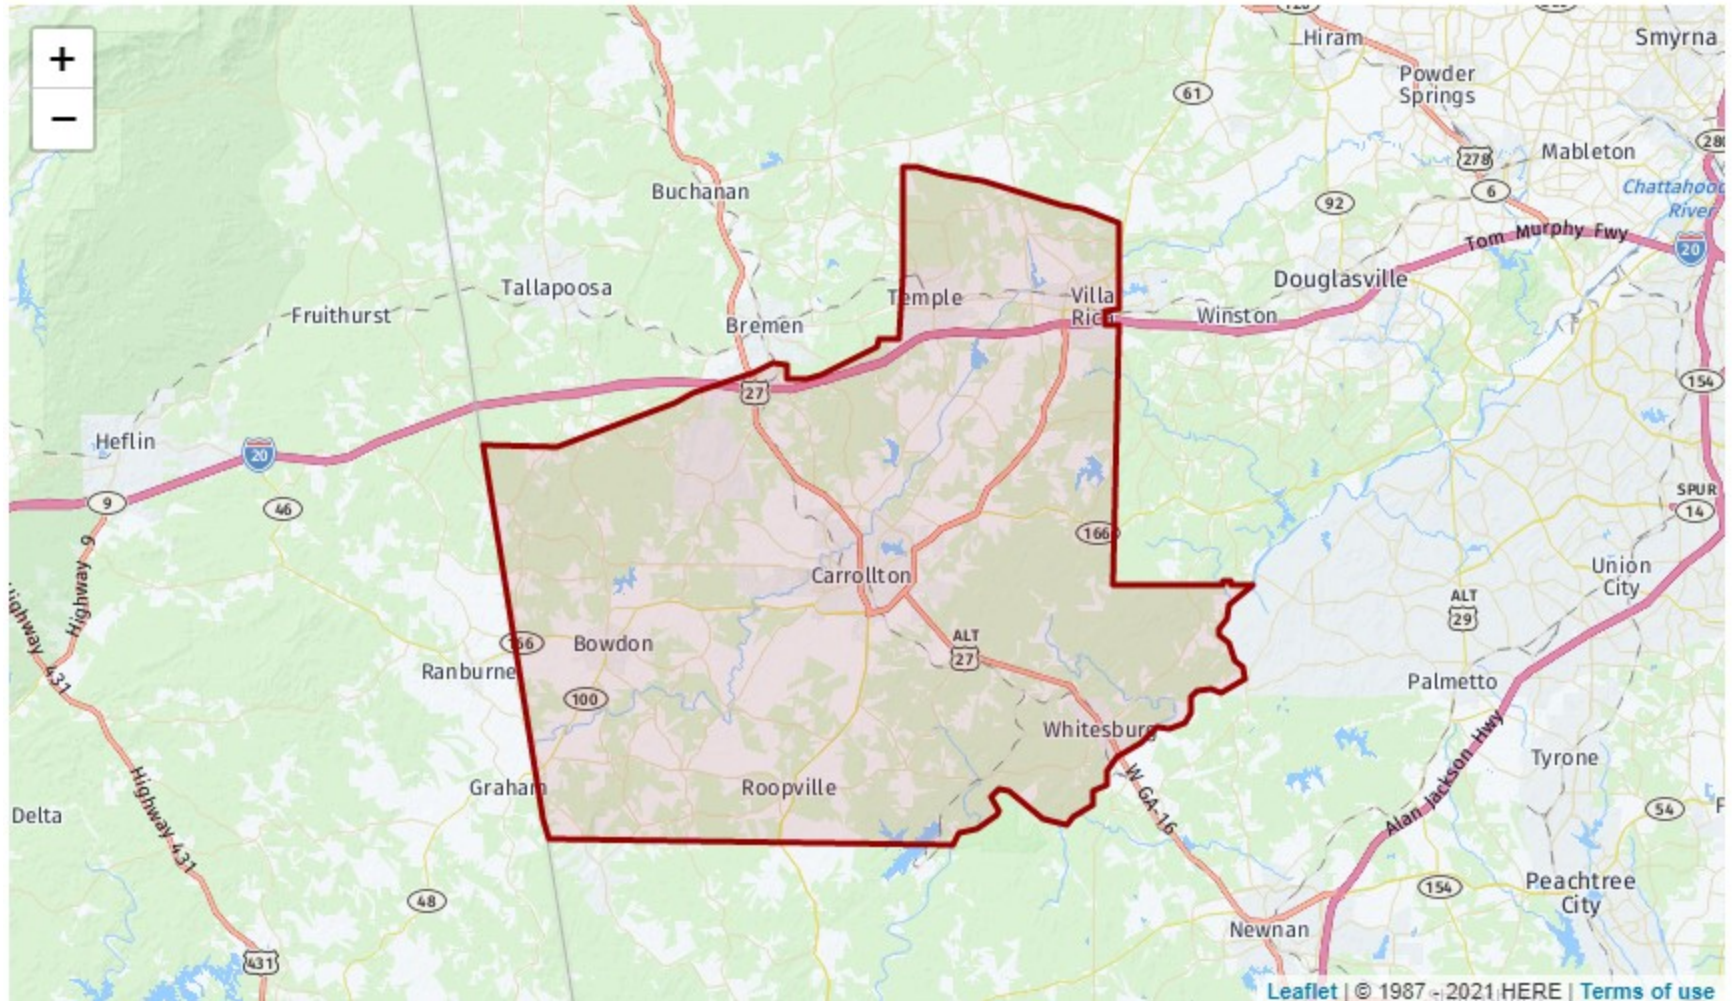 +
−
Hiram
Smyrna
Powder
Springs
61
278
Mableton
280
6
Chattahooc
River
92
Buchanan
Tom Murphy Fwy
20
Tallapoosa
Temple
Villa
Rica
Douglasville
Fruithurst
Bremen
Winston
27
154
Heflin
20
9
46
SPUR
14
166
Highway 9
Carrollton
Union
City
ALT
29
Highway 431
166
Bowdon
ALT
27
Ranburne
100
Palmetto
Whitesburg
Highway 431
Graham
Roopville
W GA-16
Alan Jackson Hwy
Tyrone
Delta
54
F
48
154
Peachtree
City
Newnan
431
Leaflet | © 1987 - 2021 HERE | Terms of use